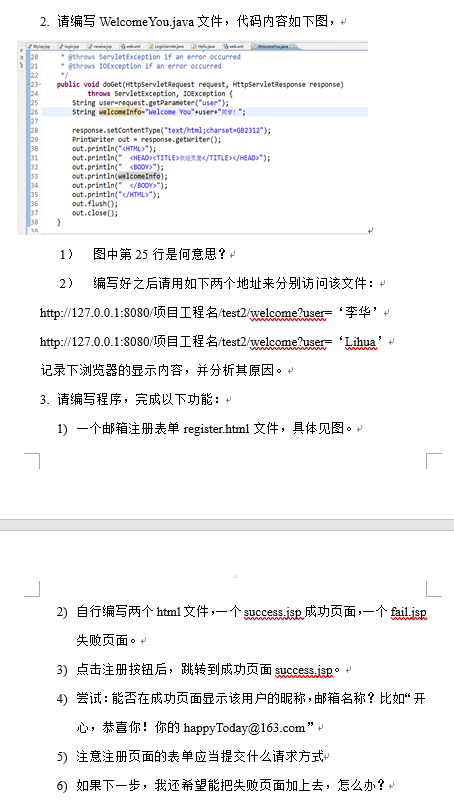 2. 请编写 WelcomeYou.java 文件，代码内容如下图，
MyJsp.jsp login.jsp receive.jsp web.xml LoginServlet.java Hello.java web.xml WelcomeYou.java
20 * @throws ServletException if an error occurred
21 * @throws IOException if an error occurred
22 */
23 public void doGet(HttpServletRequest request, HttpServletResponse response)
24 throws ServletException, IOException {
25 String user=request.getParameter("user");
26 String welcomeInfo="Welcome You"+user+"同学！";
27
28 response.setContentType("text/html;charset=GB2312");
29 PrintWriter out = response.getWriter();
30 out.println("<HTML>");
31 out.println(" <HEAD><TITLE>欢迎页面</TITLE></HEAD>");
32 out.println(" <BODY>");
33 out.println(welcomeInfo);
34 out.println(" </BODY>");
35 out.println("</HTML>");
36 out.flush();
37 out.close();
38 }
39
1） 图中第 25 行是何意思？
2） 编写好之后请用如下两个地址来分别访问该文件：
http://127.0.0.1:8080/项目工程名/test2/welcome?user=‘李华’
http://127.0.0.1:8080/项目工程名/test2/welcome?user=‘Lihua’
记录下浏览器的显示内容，并分析其原因。
3. 请编写程序，完成以下功能：
1) 一个邮箱注册表单 register.html 文件，具体见图。
2) 自行编写两个 html 文件，一个 success.jsp 成功页面，一个 fail.jsp
失败页面。
3) 点击注册按钮后，跳转到成功页面 success.jsp。
4) 尝试：能否在成功页面显示该用户的昵称，邮箱名称？比如“开
心，恭喜你！你的 happyToday@163.com”
5) 注意注册页面的表单应当提交什么请求方式
6) 如果下一步，我还希望能把失败页面加上去，怎么办？